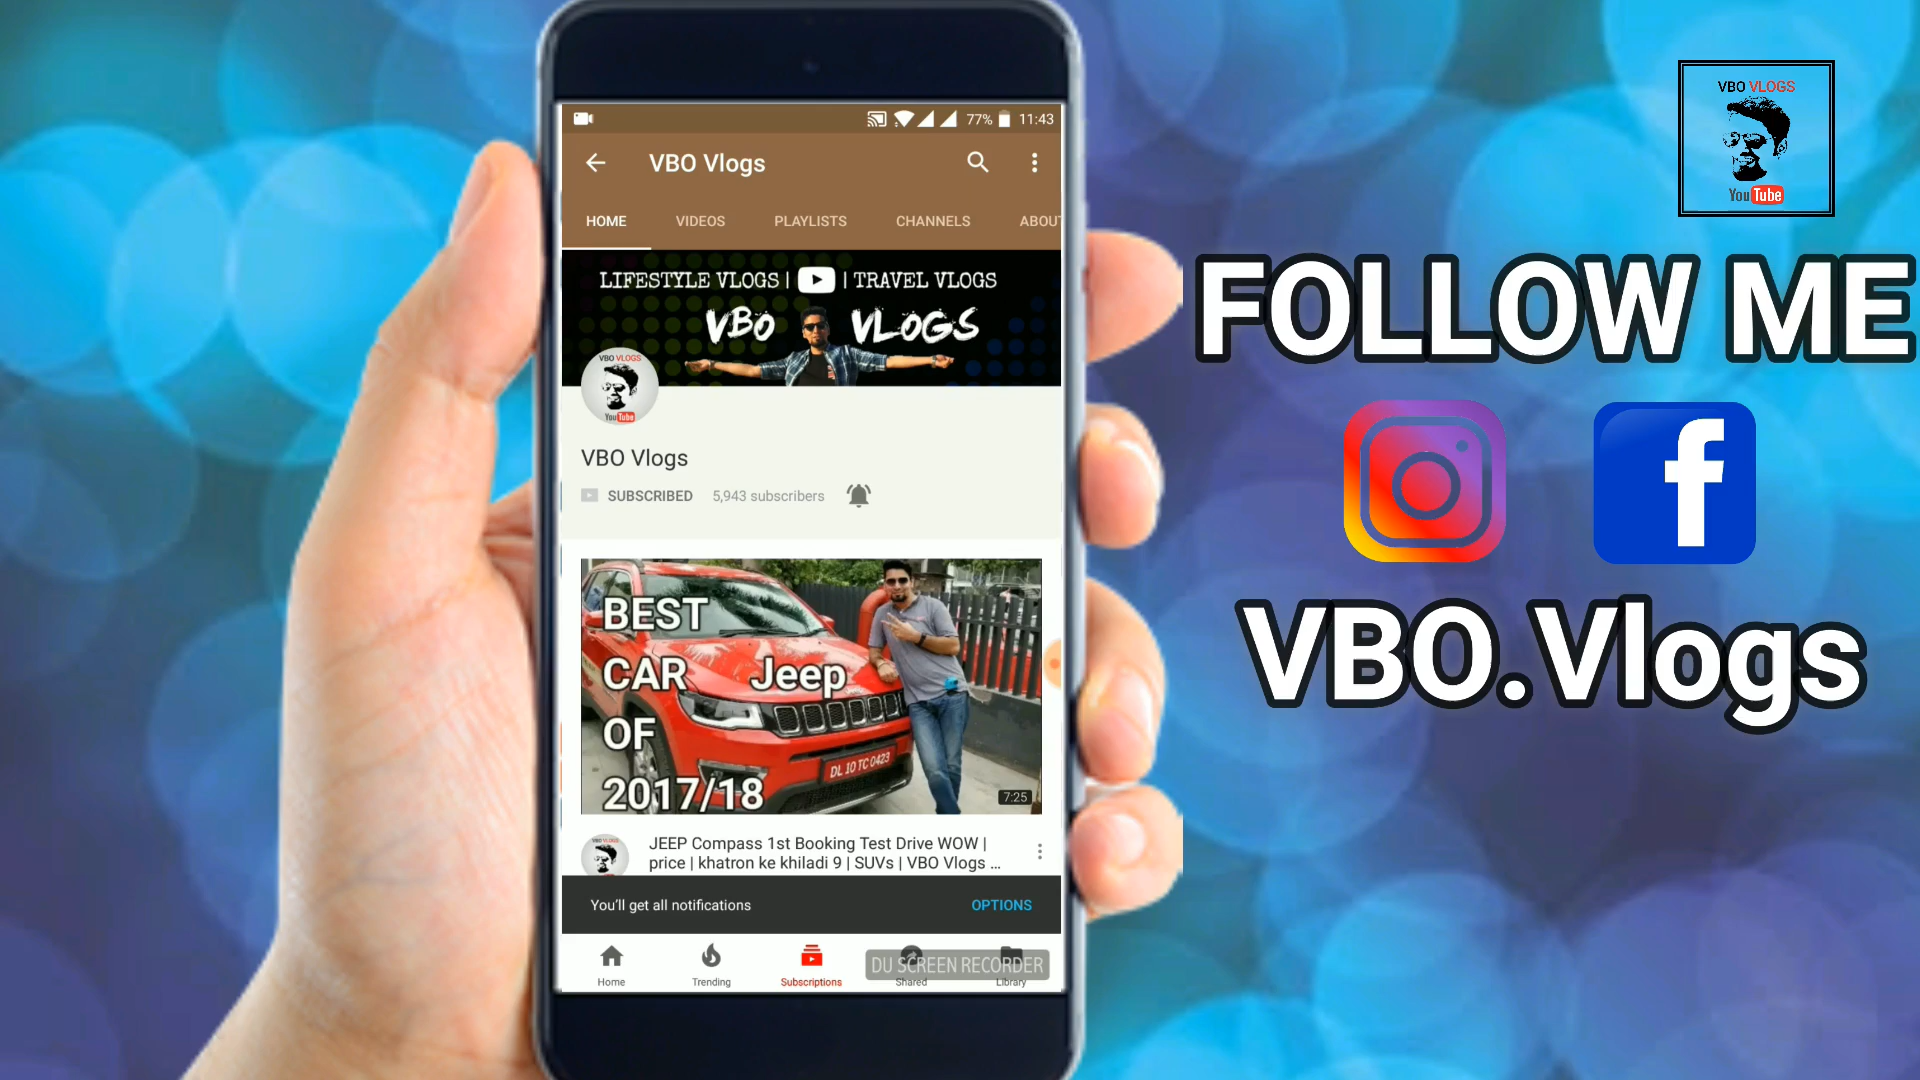 77% 11:43
VBO Vlogs
HOME VIDEOS PLAYLISTS CHANNELS ABOU
LIFESTYLE VLOGS | | TRAVEL VLOGS
VBO VLOGS
VBO VLOGS
YouTube
VBO Vlogs
SUBSCRIBED 5,943 subscribers
BEST
CAR Jeep
OF
2017/18
DL 10 TC 0423
7:25
JEEP Compass 1st Booking Test Drive WOW |
price | khatron ke khiladi 9 | SUVs | VBO Vlogs ...
VBO VLOGS
You'll get all notifications OPTIONS
DU SCREEN RECORDER
Home Trending Subscriptions Shared Library
VBO VLOGS
YouTube
FOLLOW ME
f
VBO.Vlogs